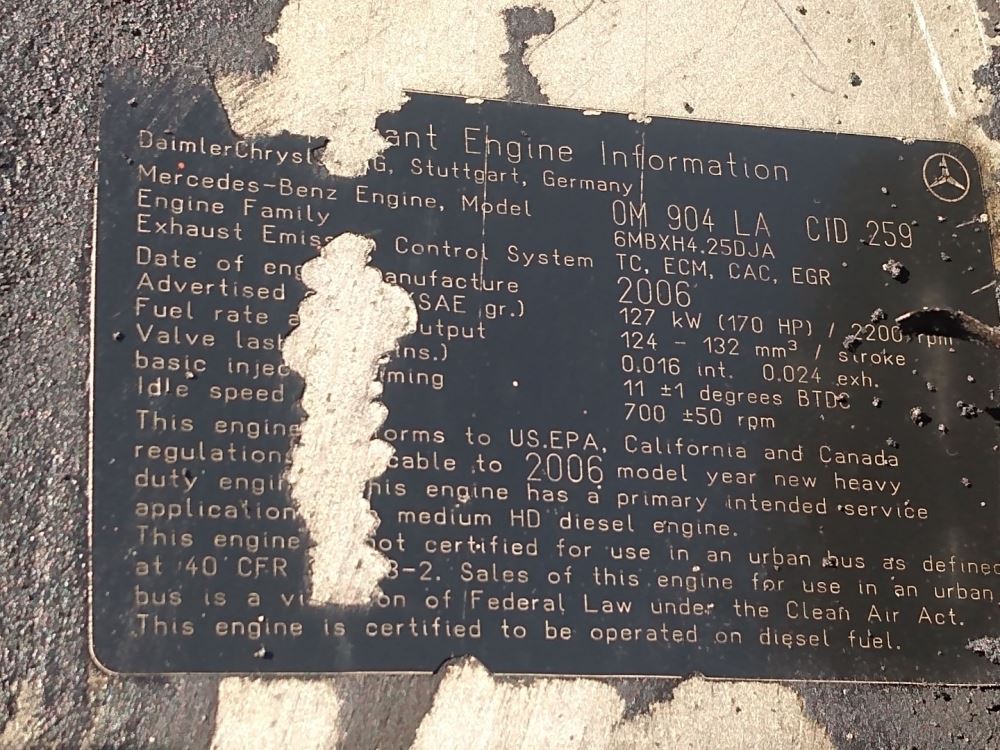 ant Engine Information
DaimlerChrysl G, Stuttgart, Germany
Mercedes-Benz Engine, Model OM 904 LA CID 259
Engine Family 6MBXH4.25DJA
Exhaust Emiss Control System TC, ECM, CAC, EGR
Date of eng anufacture 2006
Advertised (SAE gr.) 127 kW (170 HP) / 2200 rpm
Fuel rate a utput 124 - 132 mm³ / stroke
Valve lash ins.) 0.016 int. 0.024 exh.
basic injec ming 11 ±1 degrees BTDC
Idle speed 700 ±50 rpm
This engine orms to US.EPA, California and Canada
regulation cable to 2006 model year new heavy
duty engin his engine has a primary intended service
application medium HD diesel engine.
This engine not certified for use in an urban bus as defined
at 40 CFR 3-2. Sales of this engine for use in an urban
bus is a vi on of Federal Law under the Clean Air Act.
This engine is certified to be operated on diesel fuel.